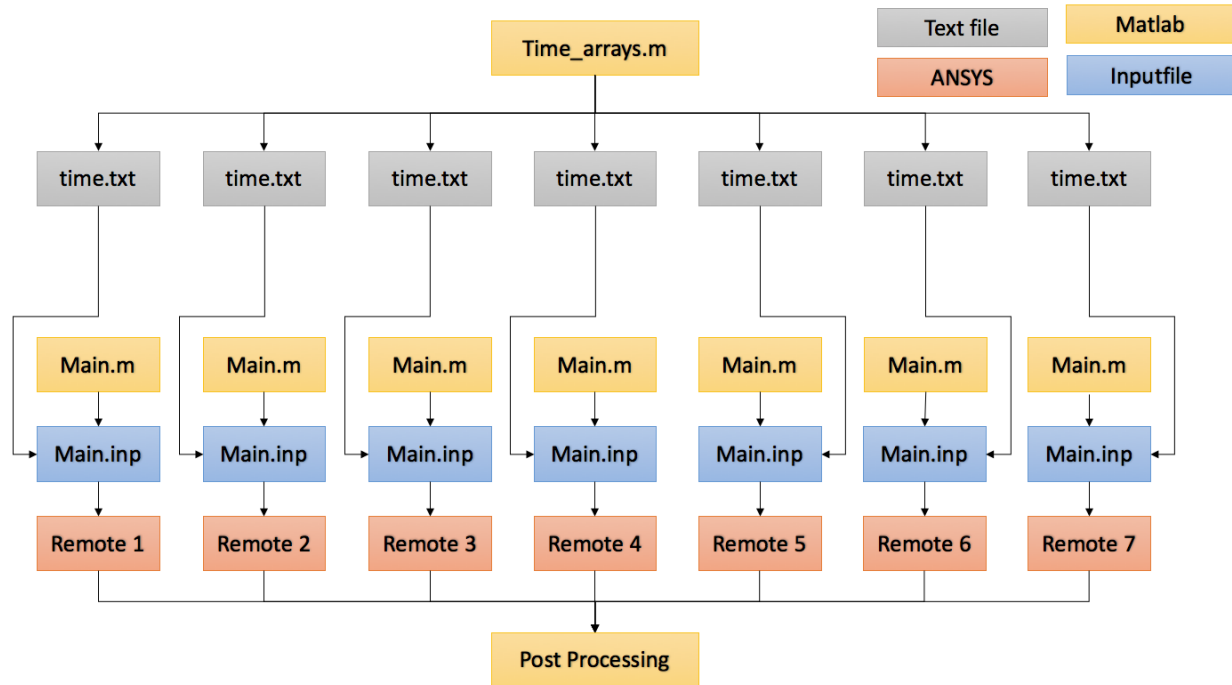 Time_arrays.m
Text file
Matlab
ANSYS
Inputfile
time.txt time.txt time.txt time.txt time.txt time.txt time.txt
Main.m Main.m Main.m Main.m Main.m Main.m Main.m
Main.inp Main.inp Main.inp Main.inp Main.inp Main.inp Main.inp
Remote 1 Remote 2 Remote 3 Remote 4 Remote 5 Remote 6 Remote 7
Post Processing